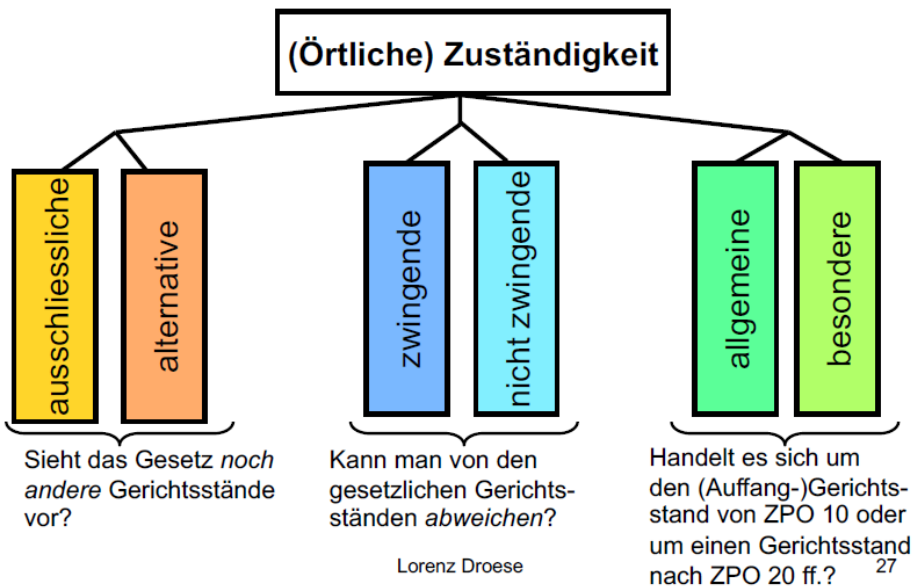 (Örtliche) Zuständigkeit
ausschliessliche
alternative
zwingende
nicht zwingende
allgemeine
besondere
Sieht das Gesetz noch
andere Gerichtsstände
vor?
Kann man von den
gesetzlichen Gerichts-
ständen abweichen?
Handelt es sich um
den (Auffang-)Gerichts-
stand von ZPO 10 oder
um einen Gerichtsstand
nach ZPO 20 ff.?
Lorenz Droese
27